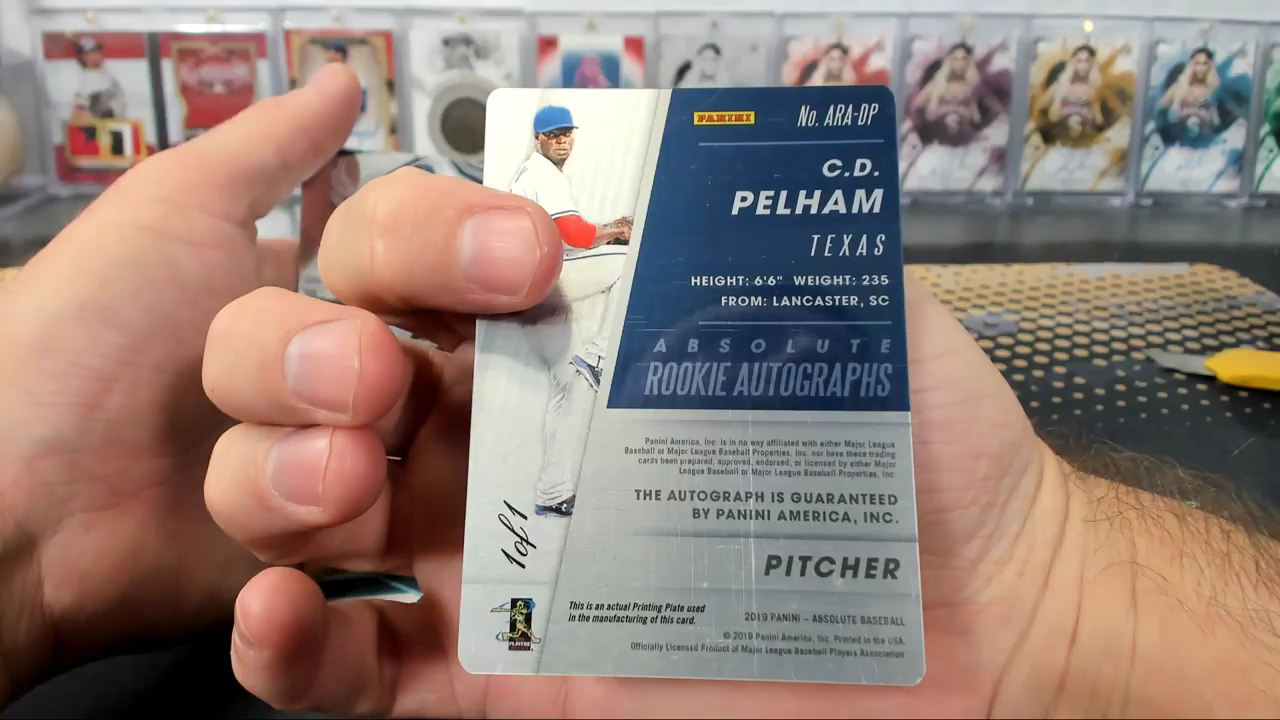 PANINI
No. ARA-DP
C.D.
PELHAM
TEXAS
HEIGHT: 6'6" WEIGHT: 235
FROM: LANCASTER, SC
ABSOLUTE
ROOKIE AUTOGRAPHS
Panini America, Inc. is in no way affiliated with either Major League
Baseball or Major League Baseball Properties, Inc. nor have these trading
cards been prepared, approved, endorsed, or licensed by either Major
League Baseball or Major League Baseball Properties, Inc
THE AUTOGRAPH IS GUARANTEED
BY PANINI AMERICA, INC.
1 of 1
PITCHER
This is an actual Printing Plate used
in the manufacturing of this card.
2019 PANINI – ABSOLUTE BASEBALL
© 2019 Panini America, Inc. Printed in the USA.
Officially Licensed Product of Major League Baseball Players Association
PLAYERS